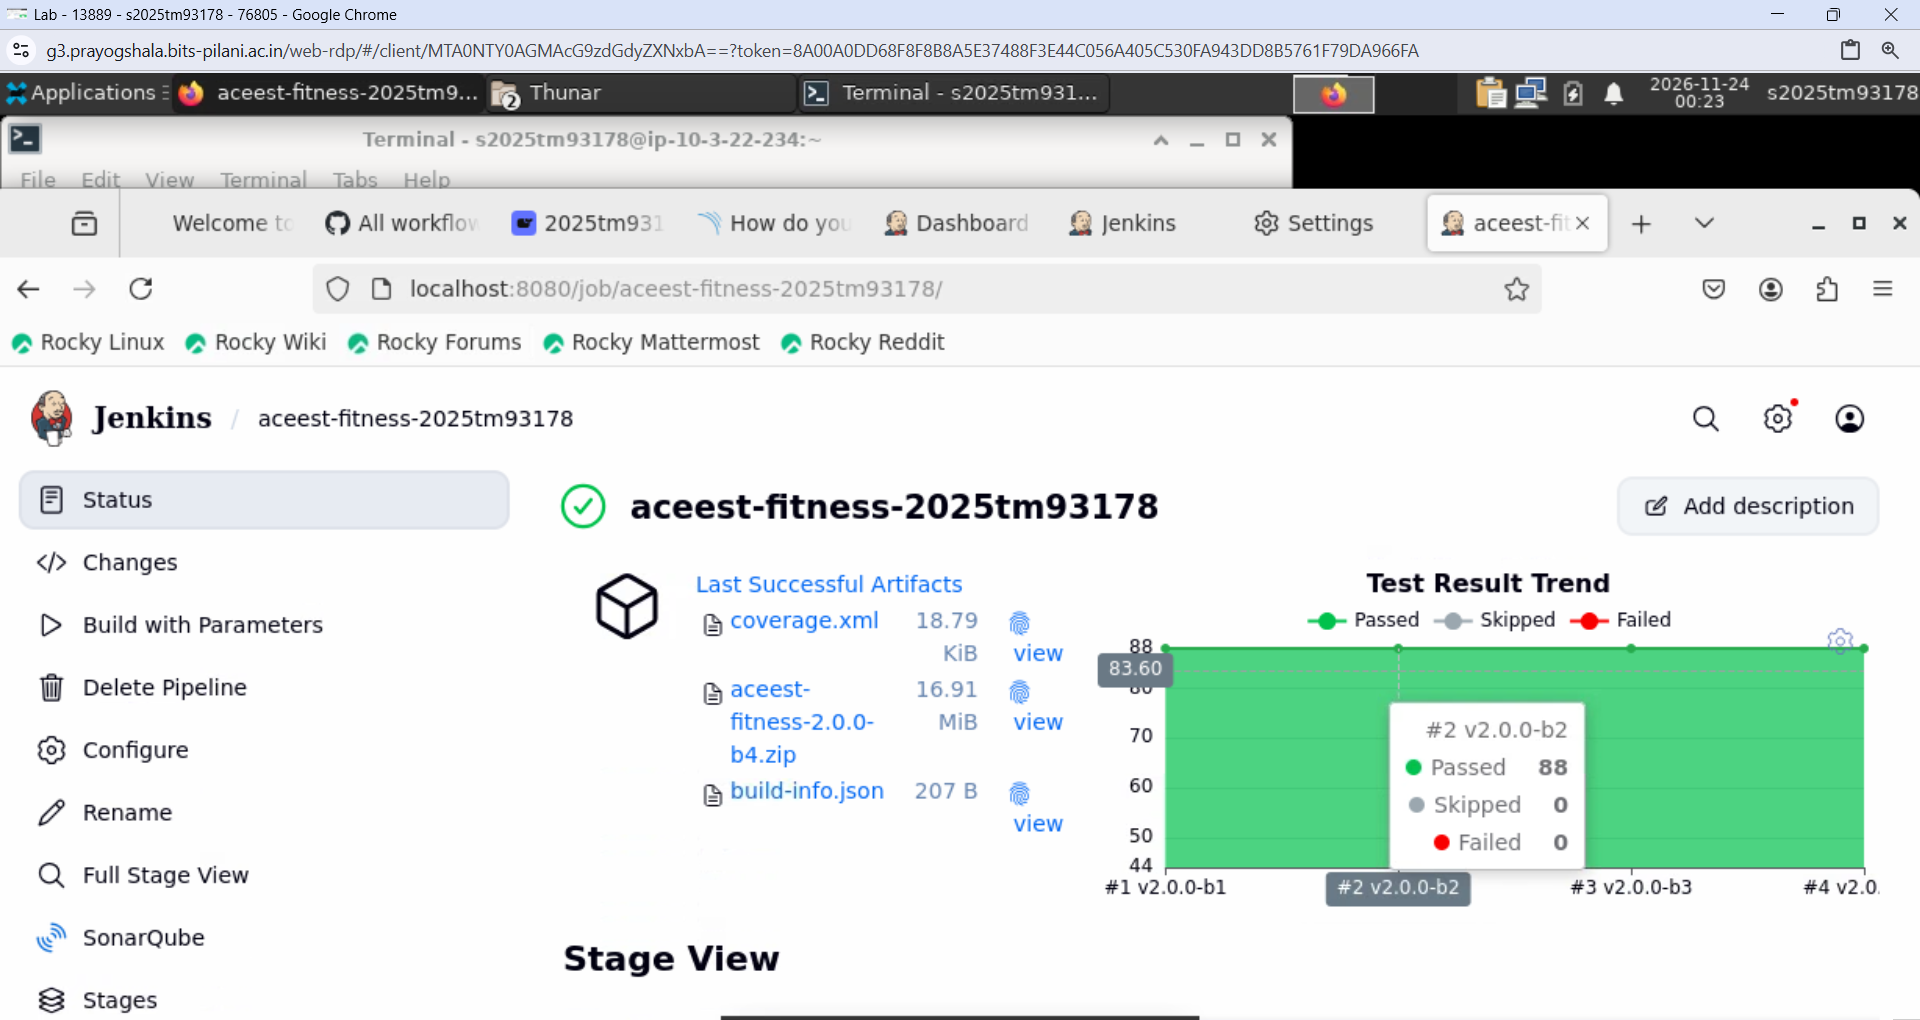 Lab - 13889 - s2025tm93178 - 76805 - Google Chrome
g3.prayogshala.bits-pilani.ac.in/web-rdp/#/client/MTA0NTY0AGMAcG9zdGdyZXNxbA==?token=8A00A0DD68F8F8B8A5E37488F3E44C056A405C530FA943DD8B5761F79DA966FA
Applications
aceest-fitness-2025tm9...
2
Thunar
Terminal - s2025tm931...
2026-11-24
00:23
s2025tm93178
Terminal - s2025tm93178@ip-10-3-22-234:~
File Edit View Terminal Tabs Help
Welcome to
All workflow
2025tm931
How do you
Dashboard
Jenkins
Settings
aceest-fit
localhost:8080/job/aceest-fitness-2025tm93178/
Rocky Linux
Rocky Wiki
Rocky Forums
Rocky Mattermost
Rocky Reddit
Jenkins / aceest-fitness-2025tm93178
Status
Changes
Build with Parameters
Delete Pipeline
Configure
Rename
Full Stage View
SonarQube
Stages
aceest-fitness-2025tm93178
Add description
Last Successful Artifacts
coverage.xml 18.79 KiB view
aceest-fitness-2.0.0-b4.zip 16.91 MiB view
build-info.json 207 B view
Test Result Trend
Passed Skipped Failed
88
83.60
80
70
60
50
44
#2 v2.0.0-b2
Passed 88
Skipped 0
Failed 0
#1 v2.0.0-b1
#2 v2.0.0-b2
#3 v2.0.0-b3
#4 v2.0.
Stage View